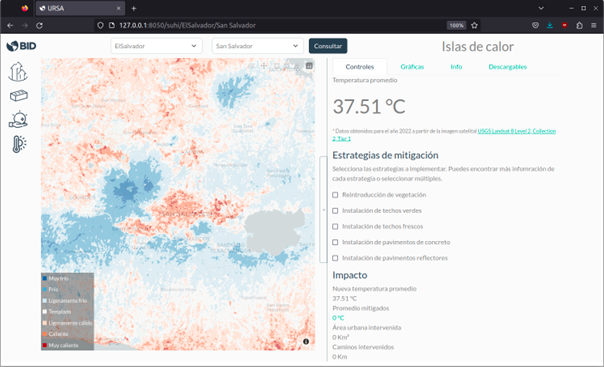 URSA
127.0.0.1:8050/suhi/ElSalvador/San Salvador
100%
BID
ElSalvador
San Salvador
Consultar
Islas de calor
Controles
Gráficas
Info
Descargables
Temperatura promedio
37.51 °C
* Datos obtenidos para el año 2022 a partir de la imagen satelital USGS Landsat 8 Level 2, Collection
2, Tier 1
Estrategias de mitigación
Selecciona las estrategias a implementar. Puedes encontrar más información de
cada estrategia o seleccionar múltiples.
Reintroducción de vegetación
Instalación de techos verdes
Instalación de techos frescos
Instalación de pavimentos de concreto
Instalación de pavimentos reflectores
Impacto
Nueva temperatura promedio
37.51 °C
Promedio mitigados
0 °C
Área urbana intervenida
0 Km²
Caminos intervenidos
0 Km
Muy frío
Frío
Ligeramente frío
Templado
Ligeramente cálido
Caliente
Muy caliente